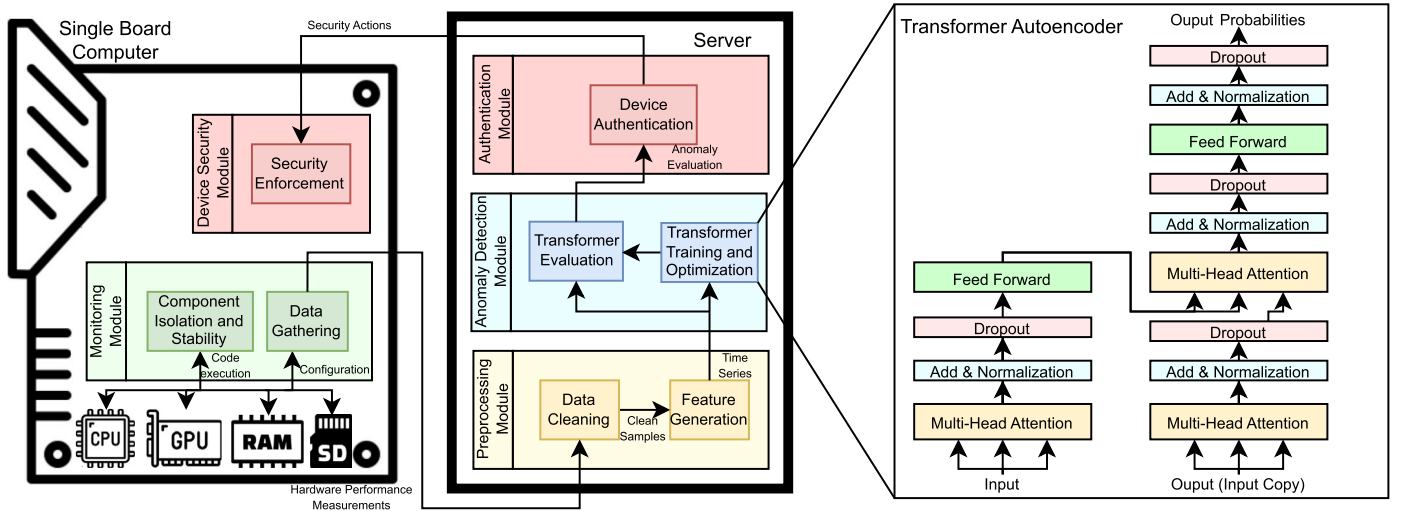 Single Board
Computer
Security Actions
Device Security
Module
Security
Enforcement
Monitoring
Module
Component
Isolation and
Stability
Data
Gathering
Code
execution
Configuration
CPU
GPU
RAM
SD
Hardware Performance
Measurements
Server
Authentication
Module
Device
Authentication
Anomaly
Evaluation
Anomaly Detection
Module
Transformer
Evaluation
Transformer
Training and
Optimization
Preprocessing
Module
Data
Cleaning
Clean
Samples
Feature
Generation
Time
Series
Transformer Autoencoder
Feed Forward
Dropout
Add & Normalization
Multi-Head Attention
Input
Ouput Probabilities
Dropout
Add & Normalization
Feed Forward
Dropout
Add & Normalization
Multi-Head Attention
Dropout
Add & Normalization
Multi-Head Attention
Ouput (Input Copy)